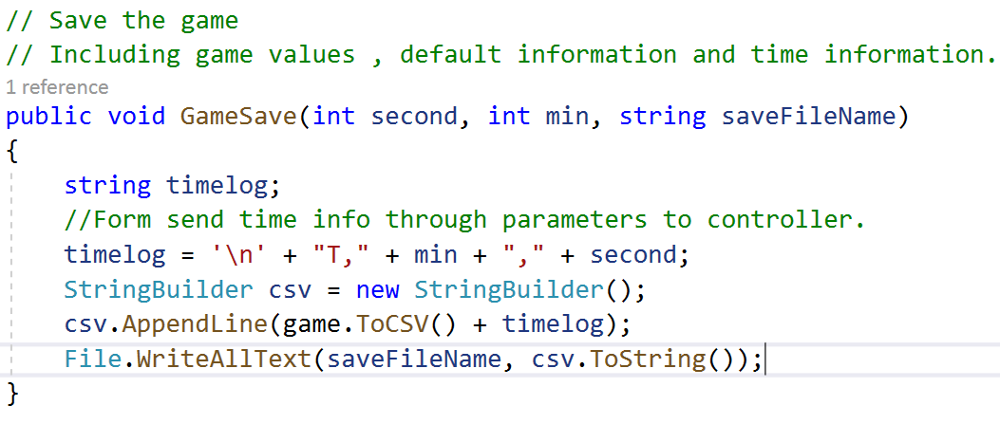 // Save the game
// Including game values , default information and time information.
1 reference
public void GameSave(int second, int min, string saveFileName)
{
string timelog;
//Form send time info through parameters to controller.
timelog = '\n' + "T," + min + "," + second;
StringBuilder csv = new StringBuilder();
csv.AppendLine(game.ToCSV() + timelog);
File.WriteAllText(saveFileName, csv.ToString());
}